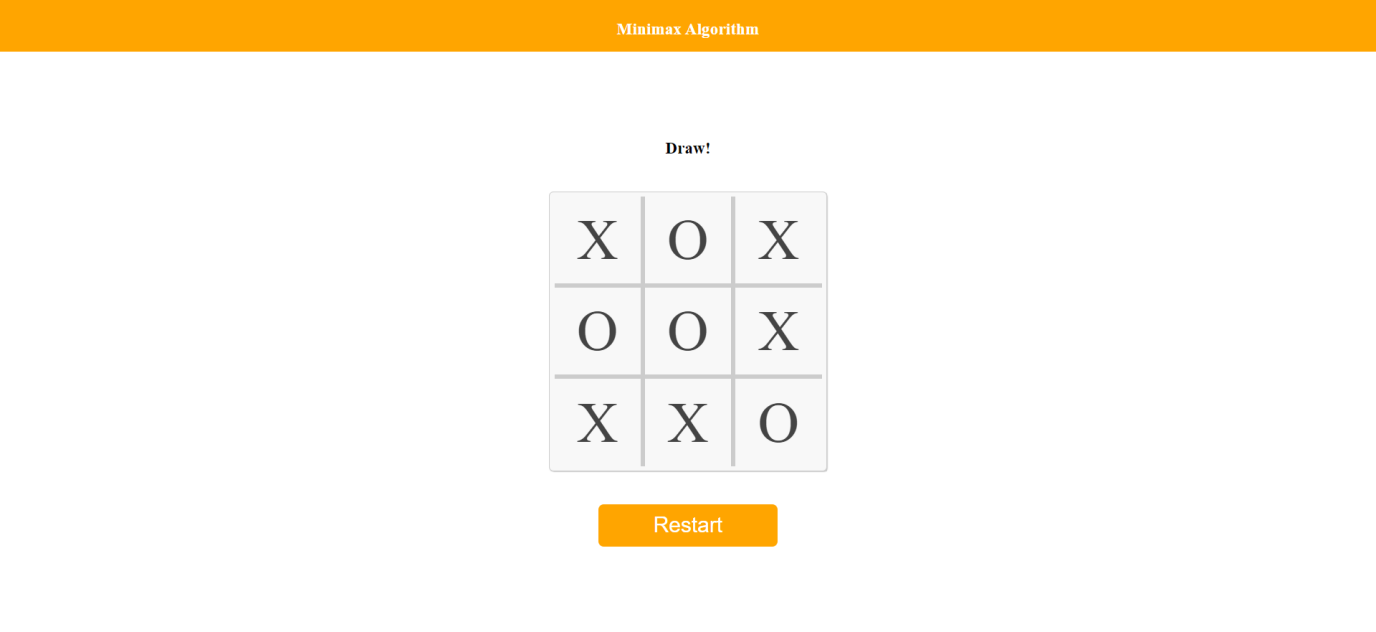 Minimax Algorithm
Draw!
X O X
O O X
X X O
Restart